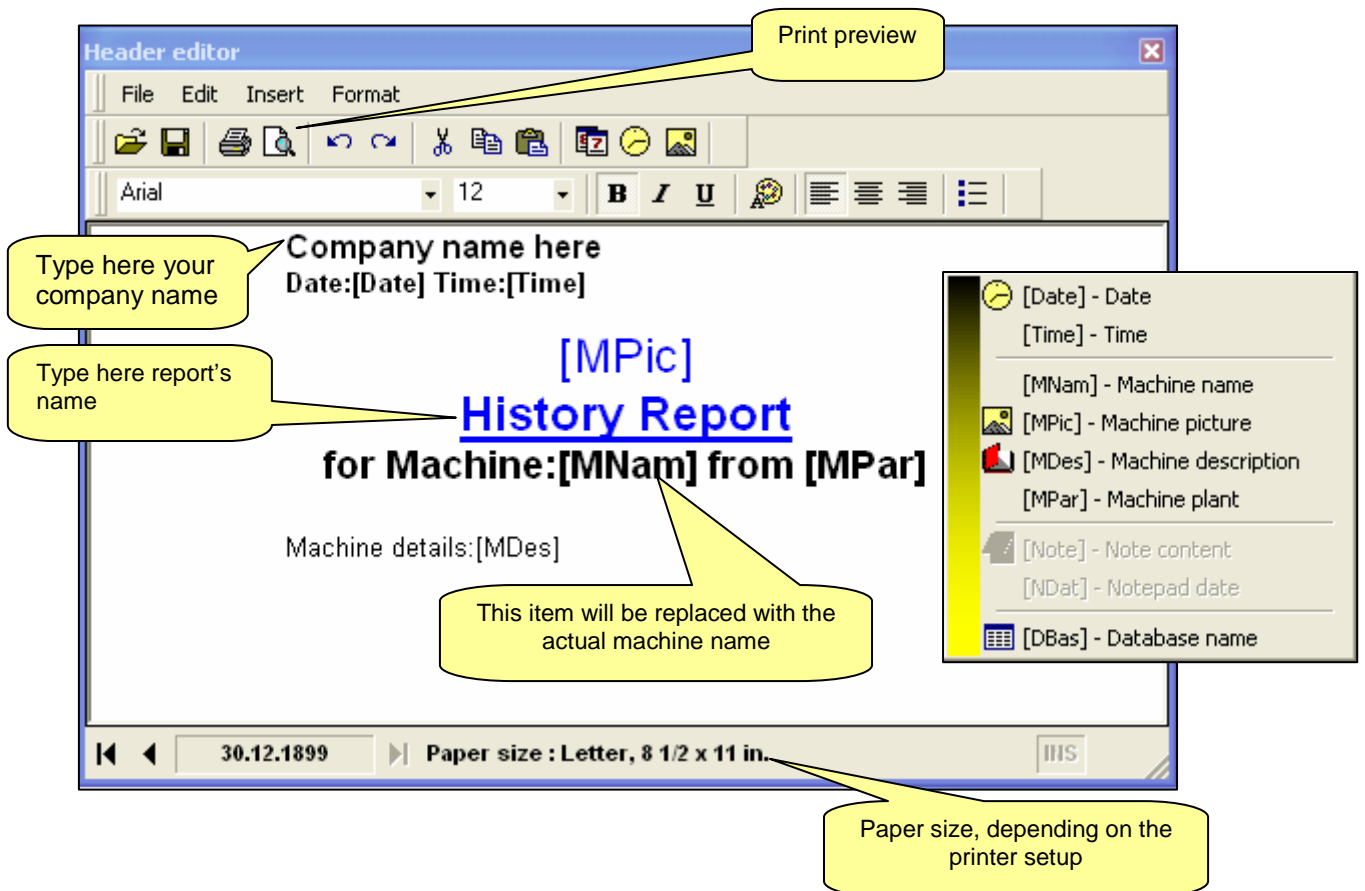 Print preview
Header editor
File Edit Insert Format
Arial 12 B I U
Type here your
company name
Company name here
Date:[Date] Time:[Time]
Type here report's
name
[MPic]
History Report
for Machine:[MNam] from [MPar]
Machine details:[MDes]
This item will be replaced with the
actual machine name
[Date] - Date
[Time] - Time
[MNam] - Machine name
[MPic] - Machine picture
[MDes] - Machine description
[MPar] - Machine plant
[Note] - Note content
[NDat] - Notepad date
[DBas] - Database name
30.12.1899 Paper size : Letter, 8 1/2 x 11 in. INS
Paper size, depending on the
printer setup